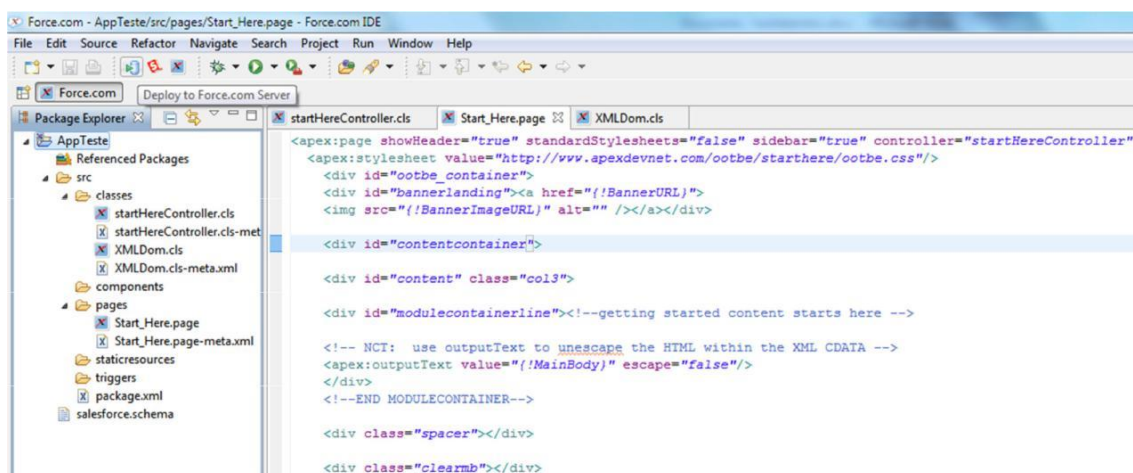 Force.com - AppTeste/src/pages/Start_Here.page - Force.com IDE
File Edit Source Refactor Navigate Search Project Run Window Help
Force.com
Deploy to Force.com Server
Package Explorer
startHereController.cls
Start_Here.page
XMLDom.cls
AppTeste
Referenced Packages
src
classes
startHereController.cls
startHereController.cls-met
XMLDom.cls
XMLDom.cls-meta.xml
components
pages
Start_Here.page
Start_Here.page-meta.xml
staticresources
triggers
package.xml
salesforce.schema
<apex:page showHeader="true" standardStylesheets="false" sidebar="true" controller="startHereController"
<apex:stylesheet value="http://www.apexdevnet.com/ootbe/starthere/ootbe.css"/>
<div id="ootbe_container">
<div id="bannerlanding"><a href="{!BannerURL}">
<img src="{!BannerImageURL}" alt="" /></a></div>
<div id="contentcontainer">
<div id="content" class="col3">
<div id="modulecontainerline"><!--getting started content starts here -->
<!-- NCT: use outputText to unescape the HTML within the XML CDATA -->
<apex:outputText value="{!MainBody}" escape="false"/>
</div>
<!--END MODULECONTAINER-->
<div class="spacer"></div>
<div class="clearmb"></div>